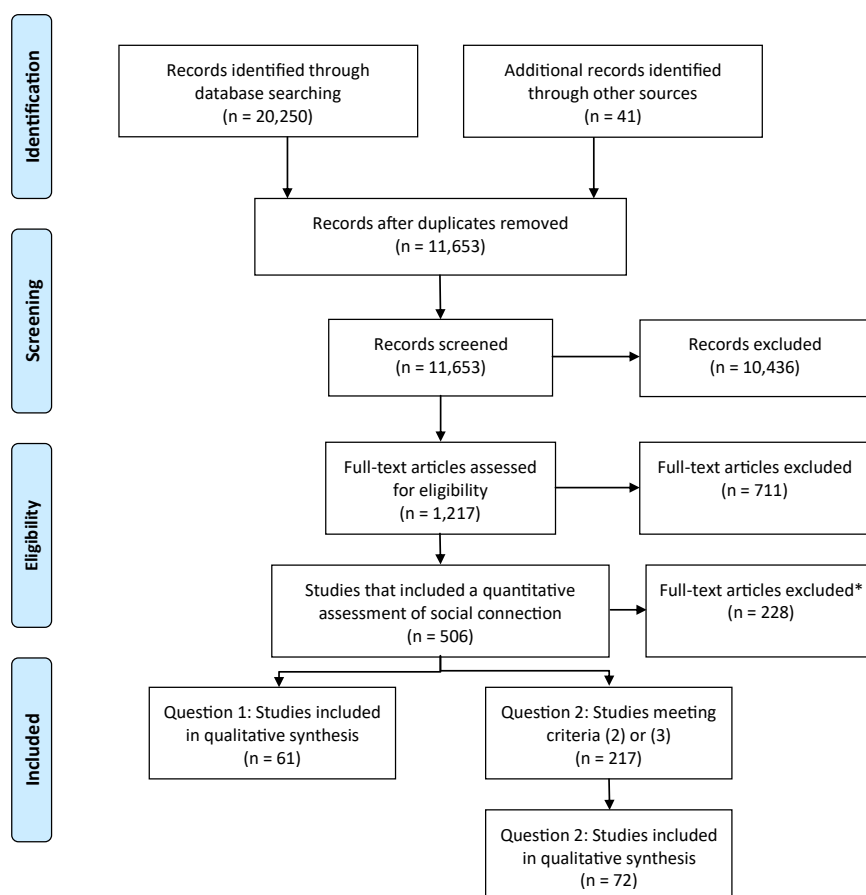 Identification
Records identified through
database searching
(n = 20,250)
Additional records identified
through other sources
(n = 41)
Records after duplicates removed
(n = 11,653)
Screening
Records screened
(n = 11,653)
Records excluded
(n = 10,436)
Eligibility
Full-text articles assessed
for eligibility
(n = 1,217)
Full-text articles excluded
(n = 711)
Studies that included a quantitative
assessment of social connection
(n = 506)
Full-text articles excluded*
(n = 228)
Included
Question 1: Studies included
in qualitative synthesis
(n = 61)
Question 2: Studies meeting
criteria (2) or (3)
(n = 217)
Question 2: Studies included
in qualitative synthesis
(n = 72)